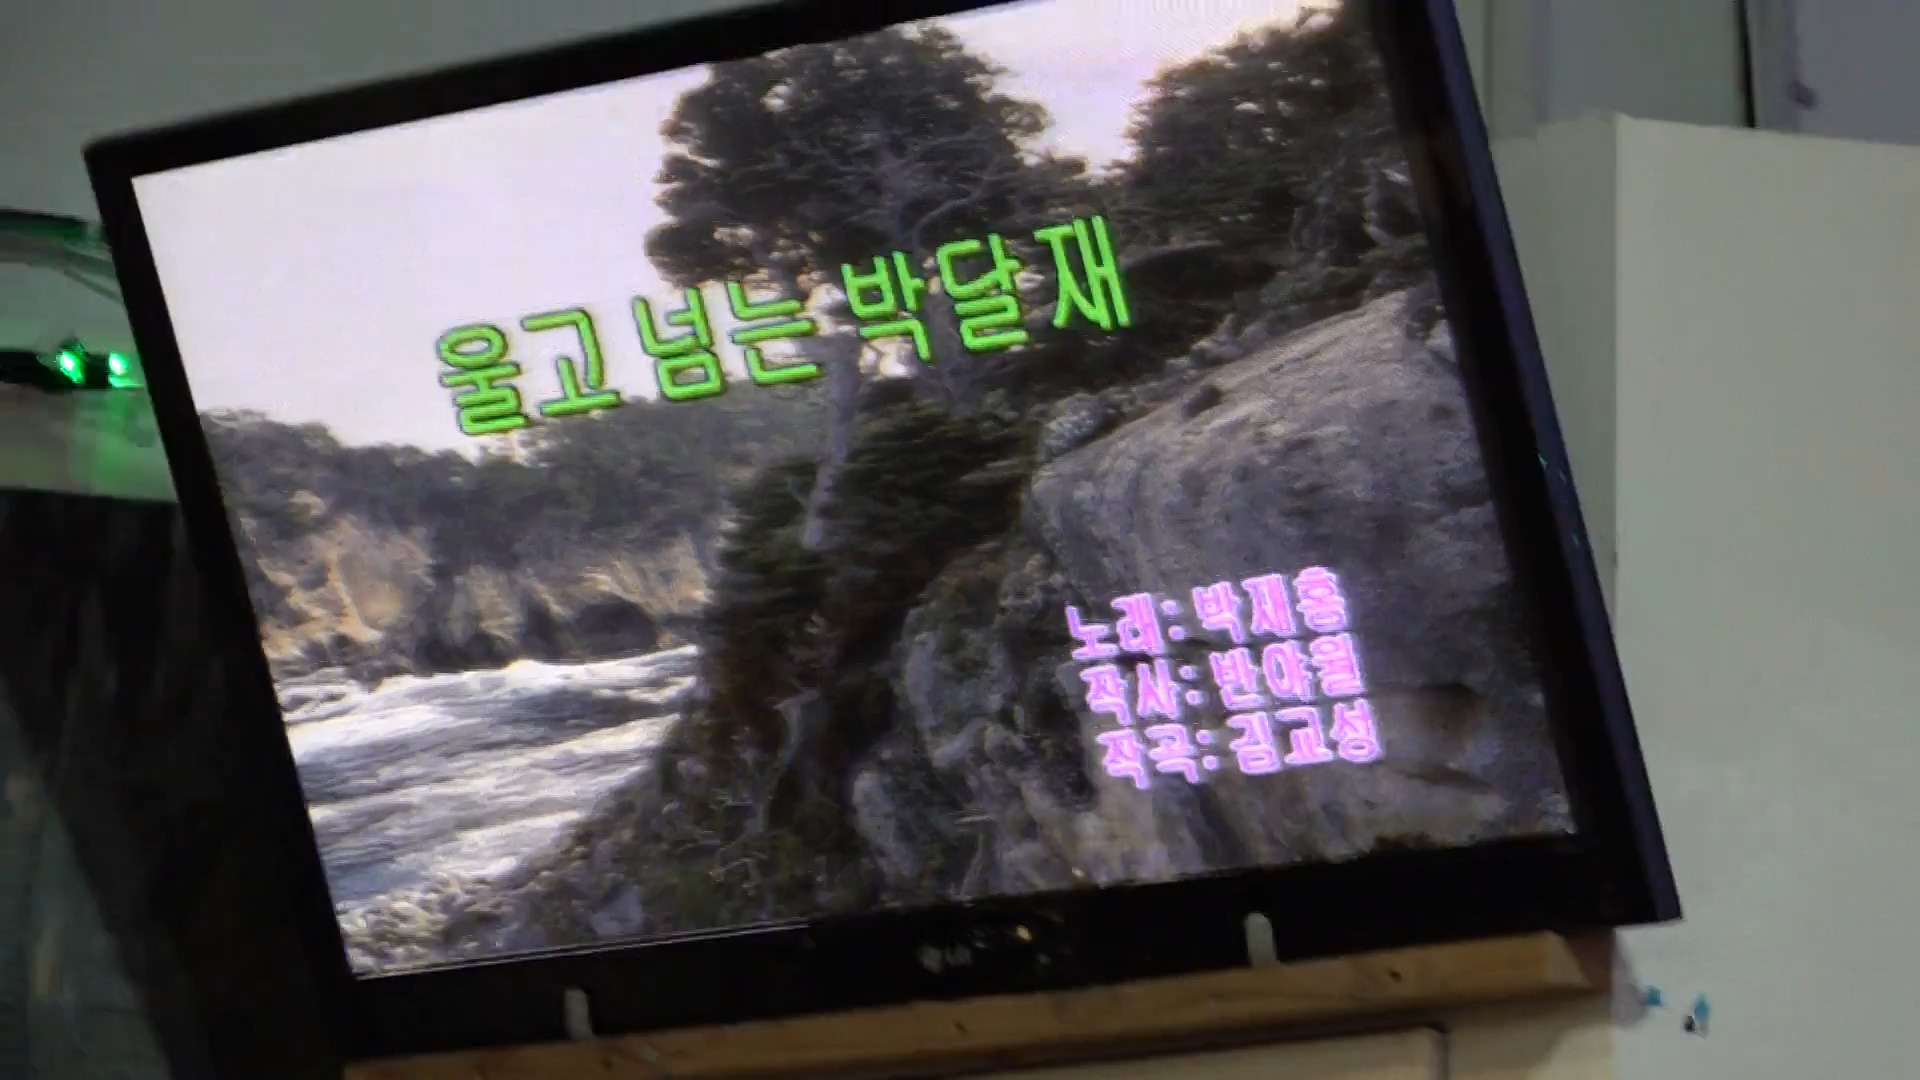 울고 넘는 박달재
노래: 박재홍
작사: 반야월
작곡: 김교성
LG